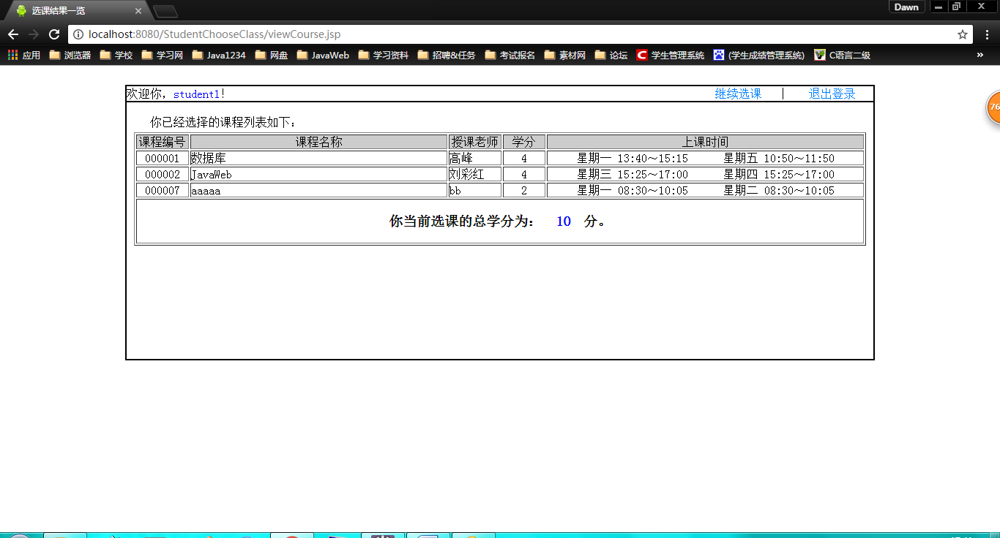 选课结果一览
Dawn
localhost:8080/StudentChooseClass/viewCourse.jsp
应用 浏览器 学校 学习网 Java1234 网盘 JavaWeb 学习资料 招聘&任务 考试报名 素材网 论坛 学生管理系统 (学生成绩管理系统) C语言二级 »
欢迎你，student1! 继续选课 | 退出登录
76
你已经选择的课程列表如下：
课程编号 课程名称 授课老师 学分 上课时间
000001 数据库 高峰 4 星期一 13:40～15:15 星期五 10:50～11:50
000002 JavaWeb 刘彩红 4 星期三 15:25～17:00 星期四 15:25～17:00
000007 aaaaa bb 2 星期一 08:30～10:05 星期二 08:30～10:05
你当前选课的总学分为： 10 分。